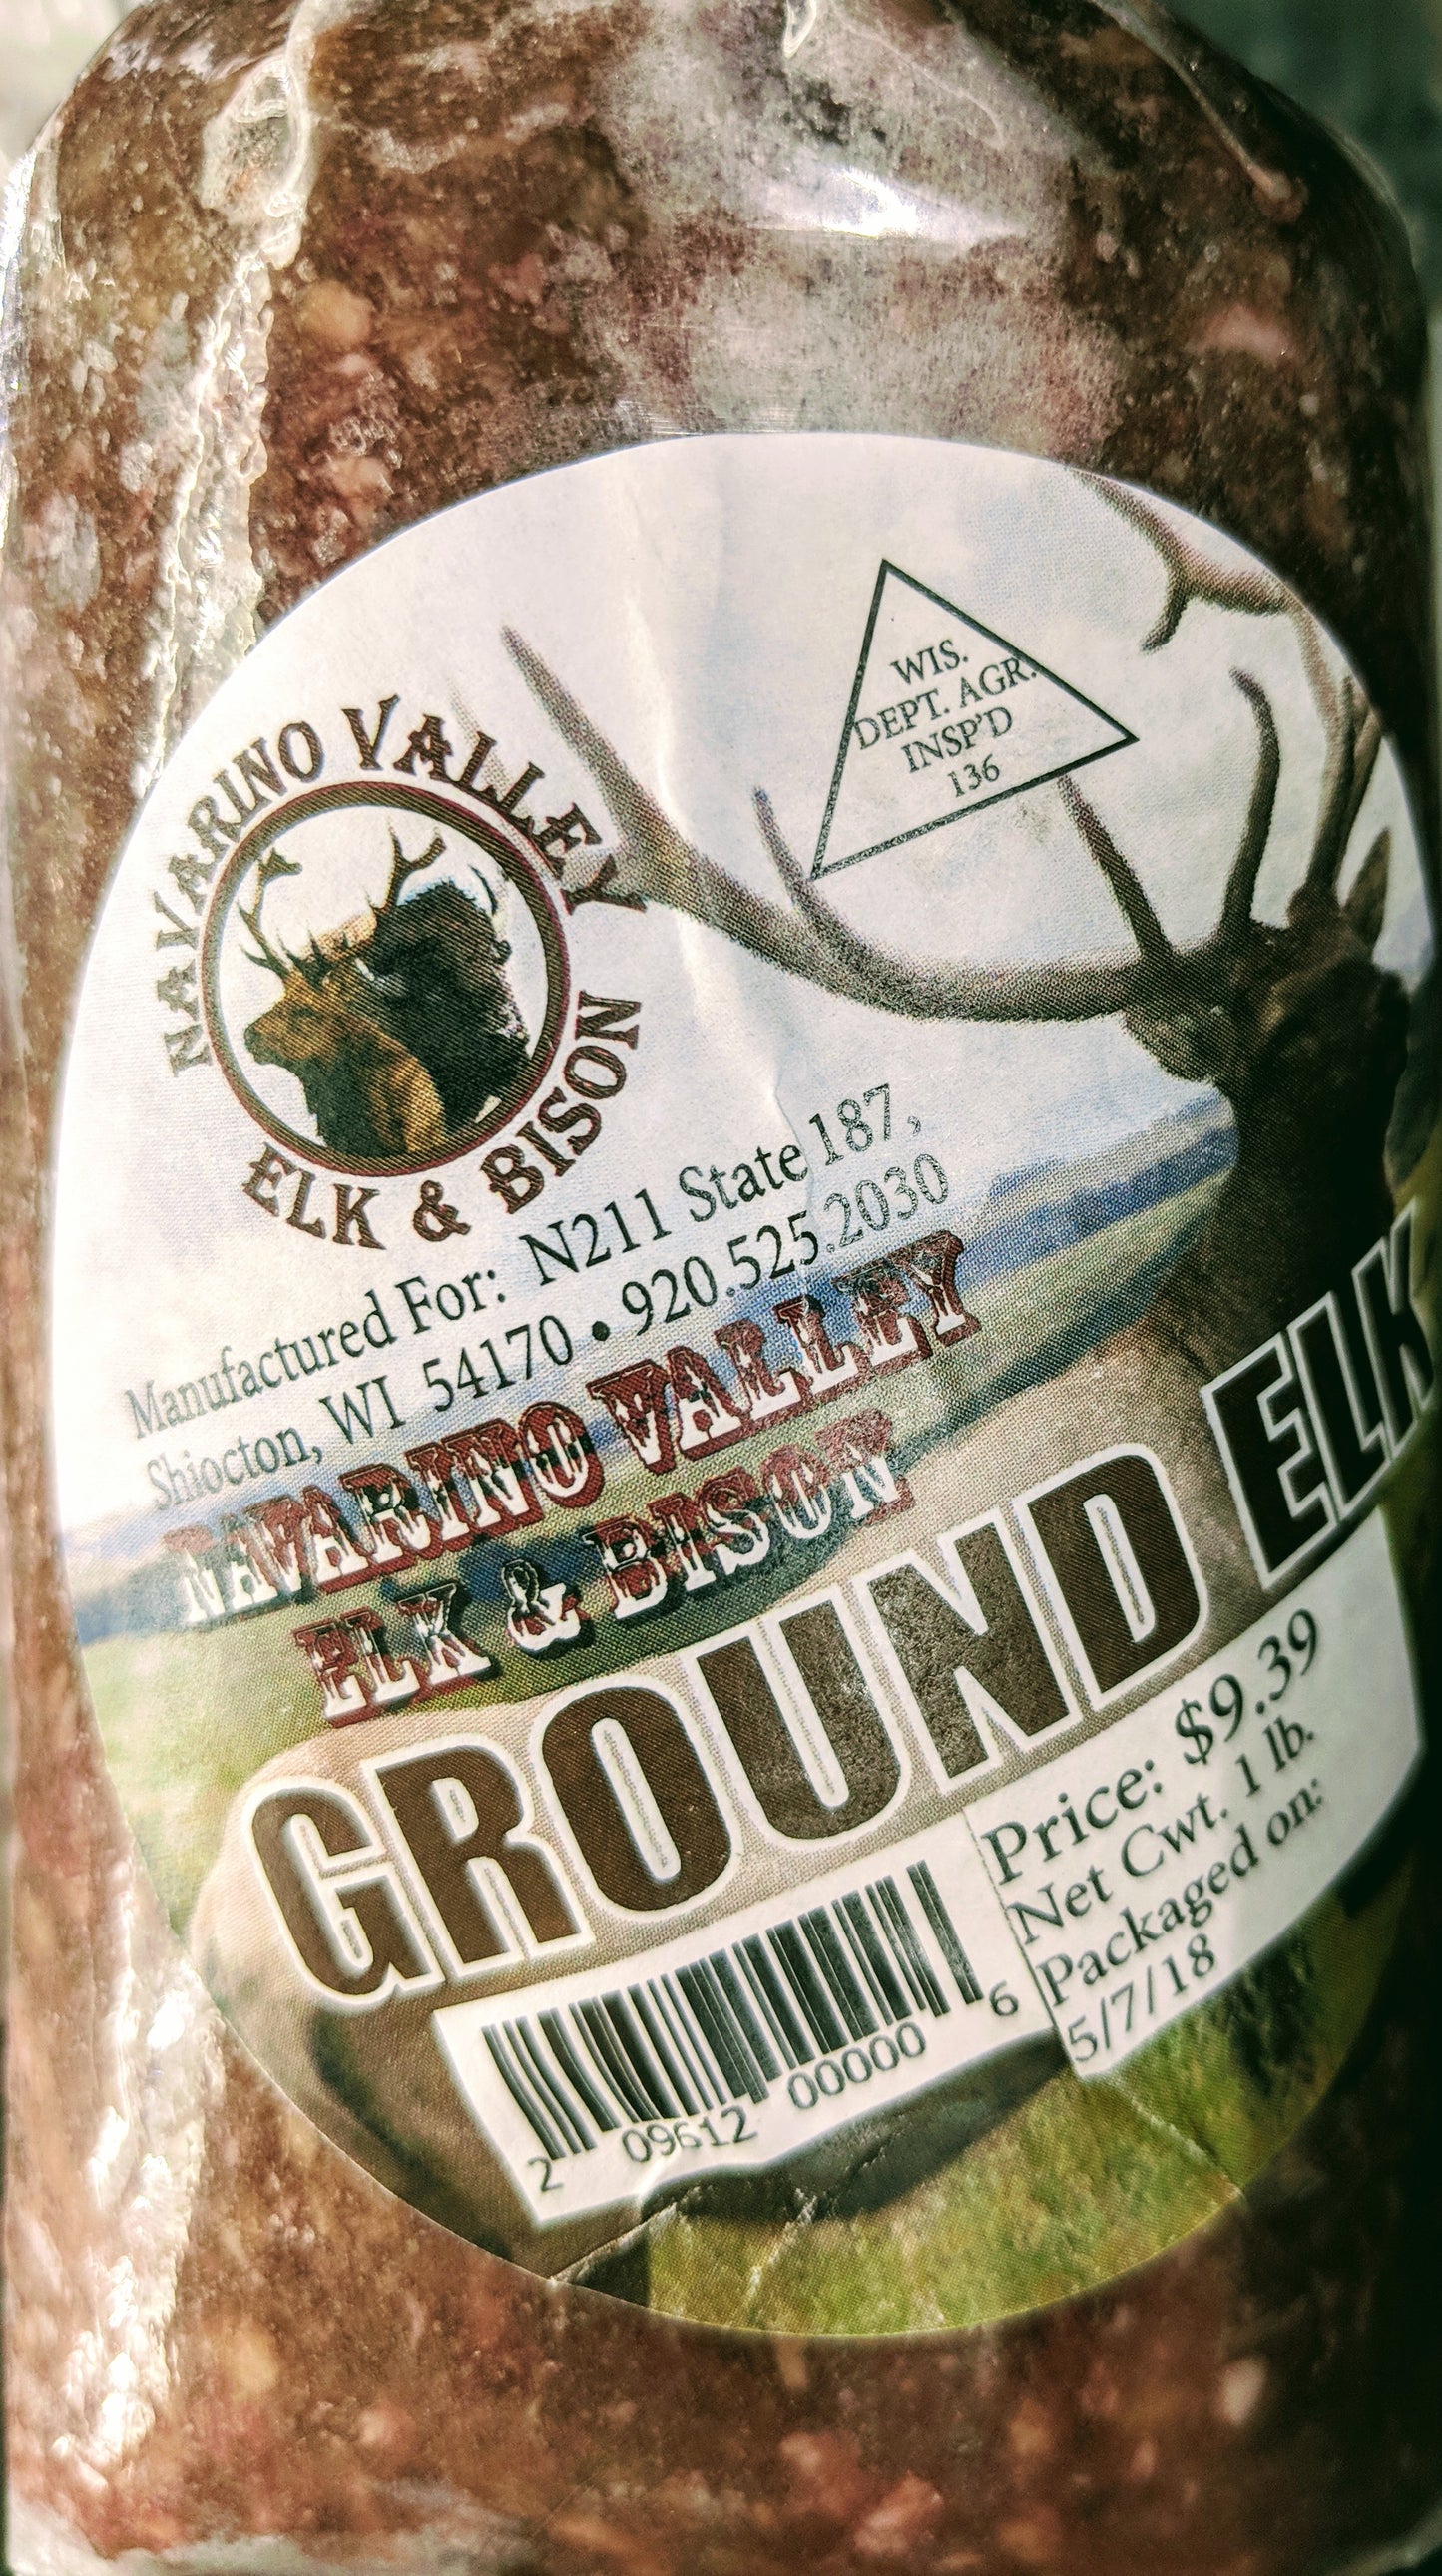 NAVARINO VALLEY
ELK & BISON
WIS.
DEPT. AGR.
INSP'D
136
Manufactured For: N211 State 187,
Shiocton, WI 54170 • 920.525.2030
NAVARINO VALLEY
ELK & BISON
GROUND ELK
Price: $9.39
Net Cwt. 1 lb.
Packaged on:
5/7/18
2 09612 00000 6